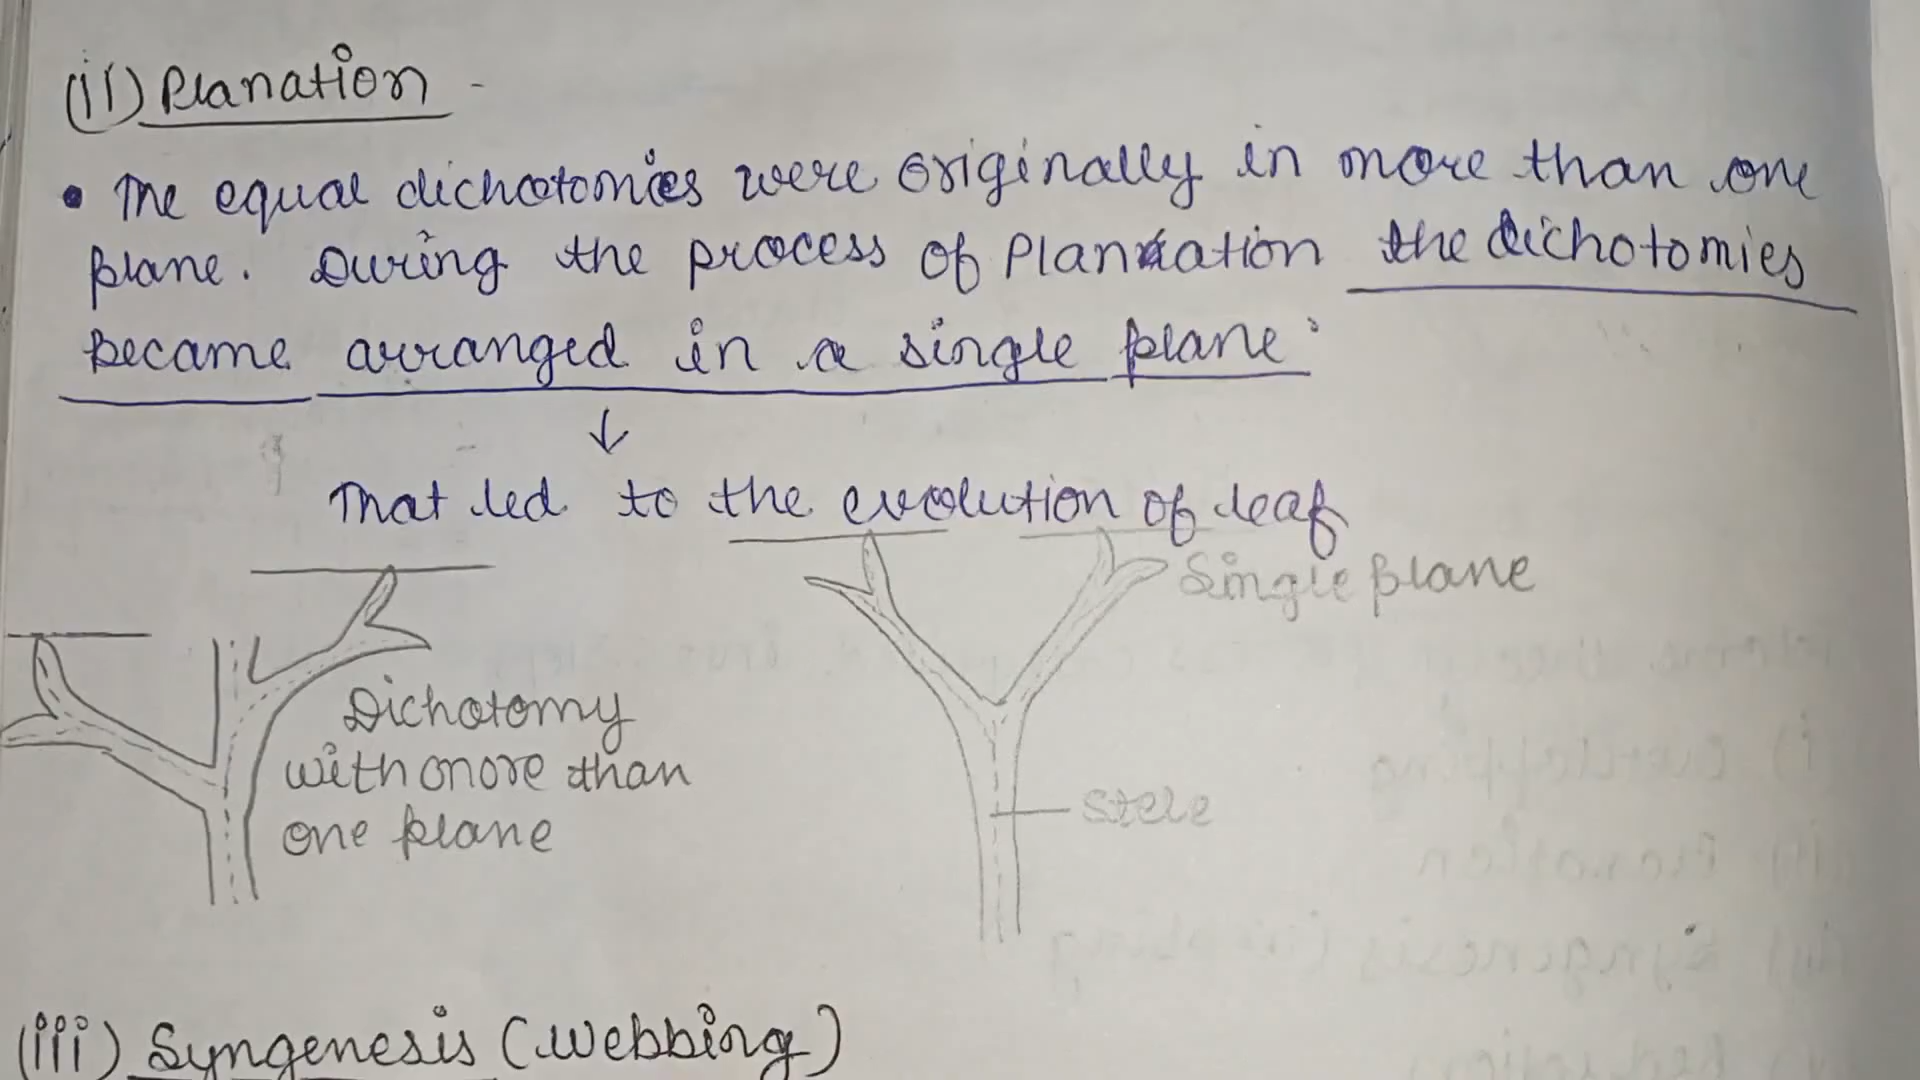 (ii) Planation -
• The equal dichotomies were originally in more than one
plane. During the process of Planation the dichotomies
became arranged in a single plane.
↓
That led to the evolution of leaf
Single plane
Dichotomy
with more than
one plane
Stele
(iii) Syngenesis (Webbing)